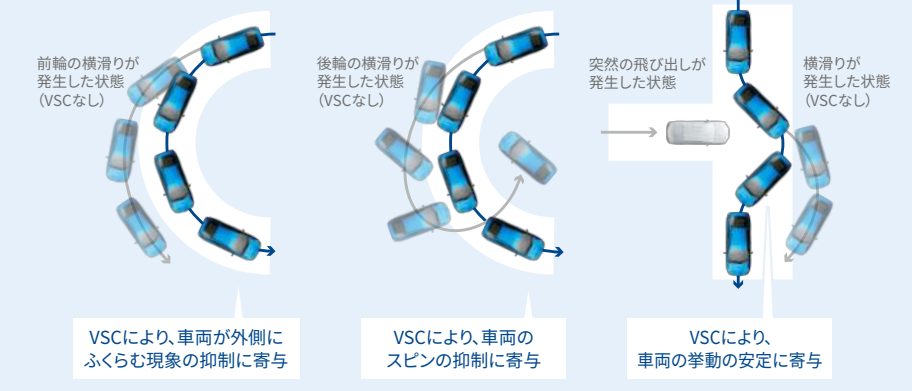 前輪の横滑りが
発生した状態
（VSCなし）
後輪の横滑りが
発生した状態
（VSCなし）
突然の飛び出しが
発生した状態
横滑りが
発生した状態
（VSCなし）
VSCにより、車両が外側に
ふくらむ現象の抑制に寄与
VSCにより、車両の
スピンの抑制に寄与
VSCにより、
車両の挙動の安定に寄与